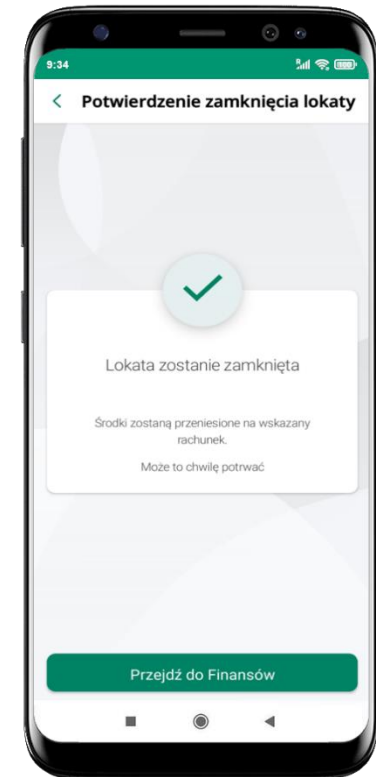 9:34
Potwierdzenie zamknięcia lokaty
Lokata zostanie zamknięta
Środki zostaną przeniesione na wskazany
rachunek.
Może to chwilę potrwać
Przejdź do Finansów